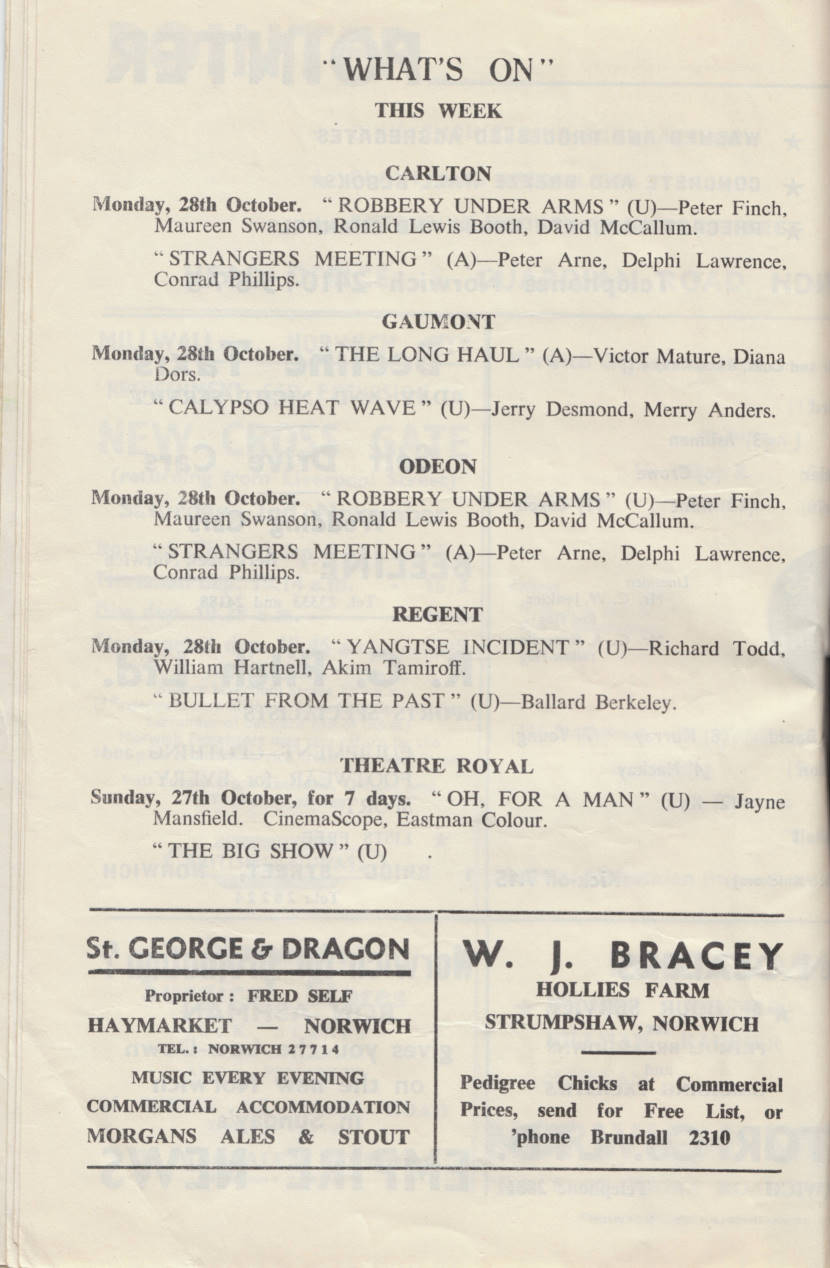 "WHAT'S ON"
THIS WEEK
CARLTON
Monday, 28th October. "ROBBERY UNDER ARMS" (U)—Peter Finch,
Maureen Swanson, Ronald Lewis Booth, David McCallum.
"STRANGERS MEETING" (A)—Peter Arne, Delphi Lawrence,
Conrad Phillips.
GAUMONT
Monday, 28th October. "THE LONG HAUL" (A)—Victor Mature, Diana
Dors.
"CALYPSO HEAT WAVE" (U)—Jerry Desmond, Merry Anders.
ODEON
Monday, 28th October. "ROBBERY UNDER ARMS" (U)—Peter Finch,
Maureen Swanson, Ronald Lewis Booth, David McCallum.
"STRANGERS MEETING" (A)—Peter Arne, Delphi Lawrence,
Conrad Phillips.
REGENT
Monday, 28th October. "YANGTSE INCIDENT" (U)—Richard Todd,
William Hartnell, Akim Tamiroff.
"BULLET FROM THE PAST" (U)—Ballard Berkeley.
THEATRE ROYAL
Sunday, 27th October, for 7 days. "OH, FOR A MAN" (U) — Jayne
Mansfield. CinemaScope, Eastman Colour.
"THE BIG SHOW" (U)
St. GEORGE & DRAGON
Proprietor : FRED SELF
HAYMARKET — NORWICH
TEL. : NORWICH 27714
MUSIC EVERY EVENING
COMMERCIAL ACCOMMODATION
MORGANS ALES & STOUT
W. J. BRACEY
HOLLIES FARM
STRUMPSHAW, NORWICH
Pedigree Chicks at Commercial
Prices, send for Free List, or
'phone Brundall 2310